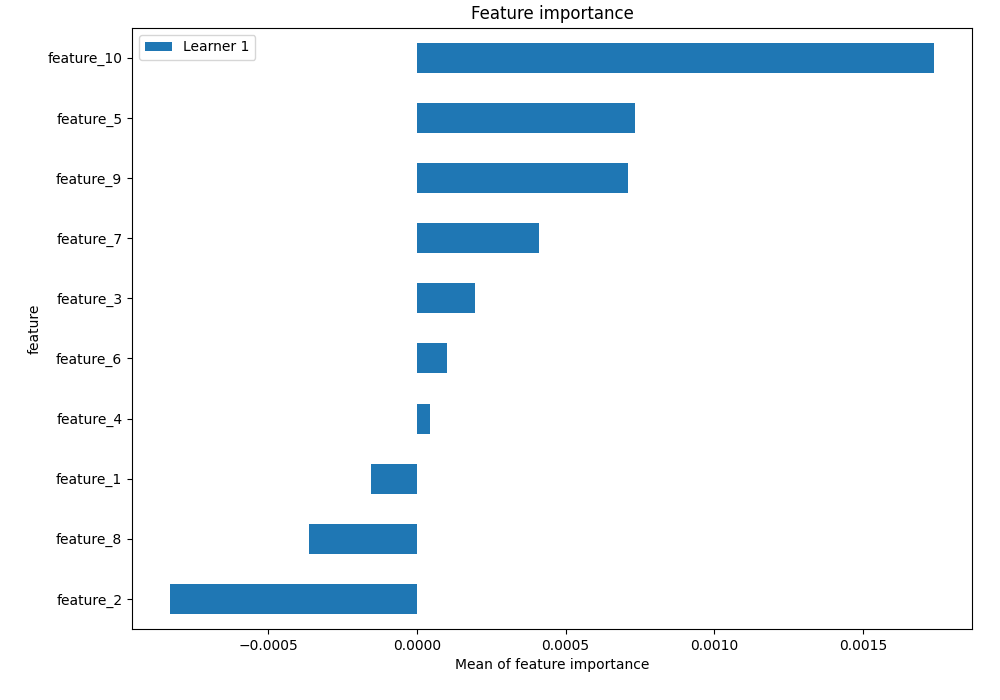 Feature importance
Learner 1
feature_10
feature_5
feature_9
feature_7
feature_3
feature_6
feature_4
feature_1
feature_8
feature_2
feature
−0.0005 0.0000 0.0005 0.0010 0.0015
Mean of feature importance